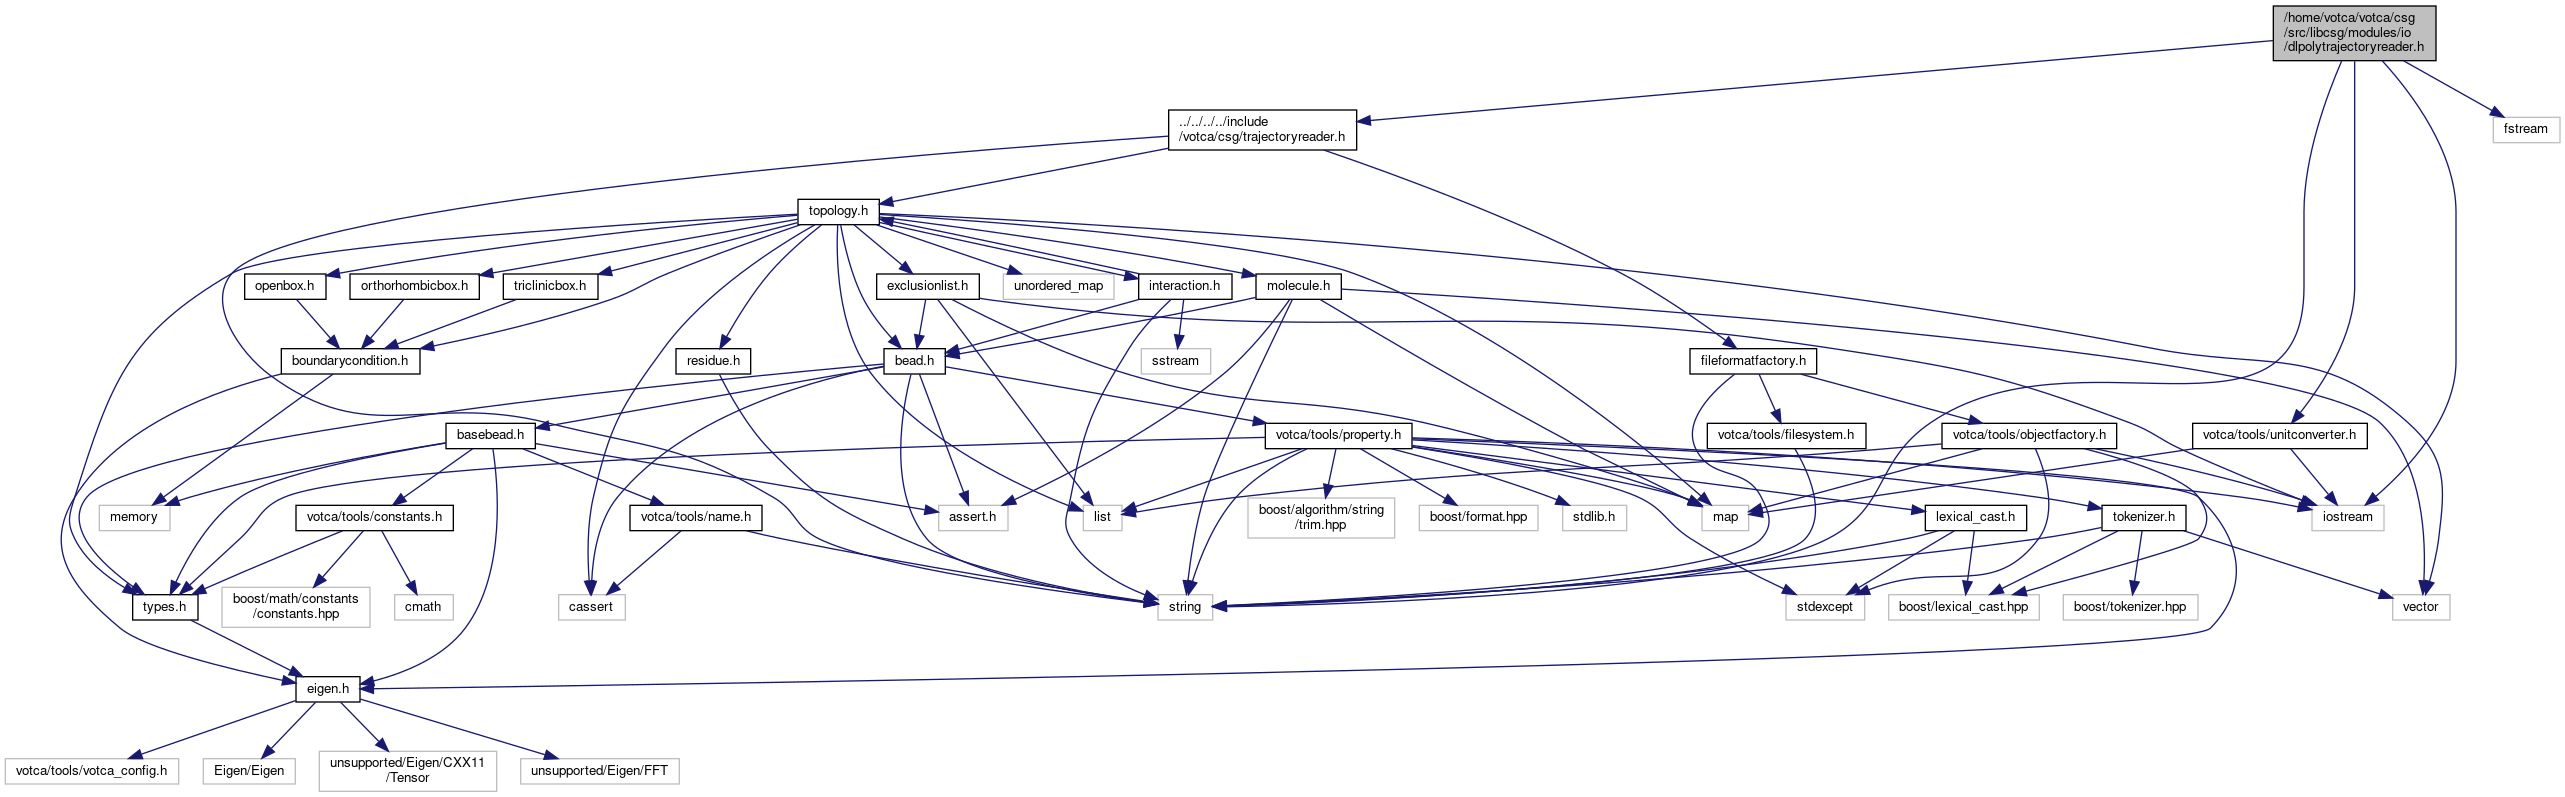 /home/votca/votca/csg
/src/libcsg/modules/io
/dlpolytrajectoryreader.h
../../../../include
/votca/csg/trajectoryreader.h
fstream
topology.h
openbox.h
orthorhombicbox.h
triclinicbox.h
exclusionlist.h
unordered_map
interaction.h
molecule.h
boundarycondition.h
residue.h
bead.h
sstream
fileformatfactory.h
basebead.h
votca/tools/property.h
votca/tools/filesystem.h
votca/tools/objectfactory.h
votca/tools/unitconverter.h
memory
votca/tools/constants.h
votca/tools/name.h
assert.h
list
boost/algorithm/string
/trim.hpp
boost/format.hpp
stdlib.h
map
lexical_cast.h
tokenizer.h
iostream
types.h
boost/math/constants
/constants.hpp
cmath
cassert
string
stdexcept
boost/lexical_cast.hpp
boost/tokenizer.hpp
vector
eigen.h
votca/tools/votca_config.h
Eigen/Eigen
unsupported/Eigen/CXX11
/Tensor
unsupported/Eigen/FFT